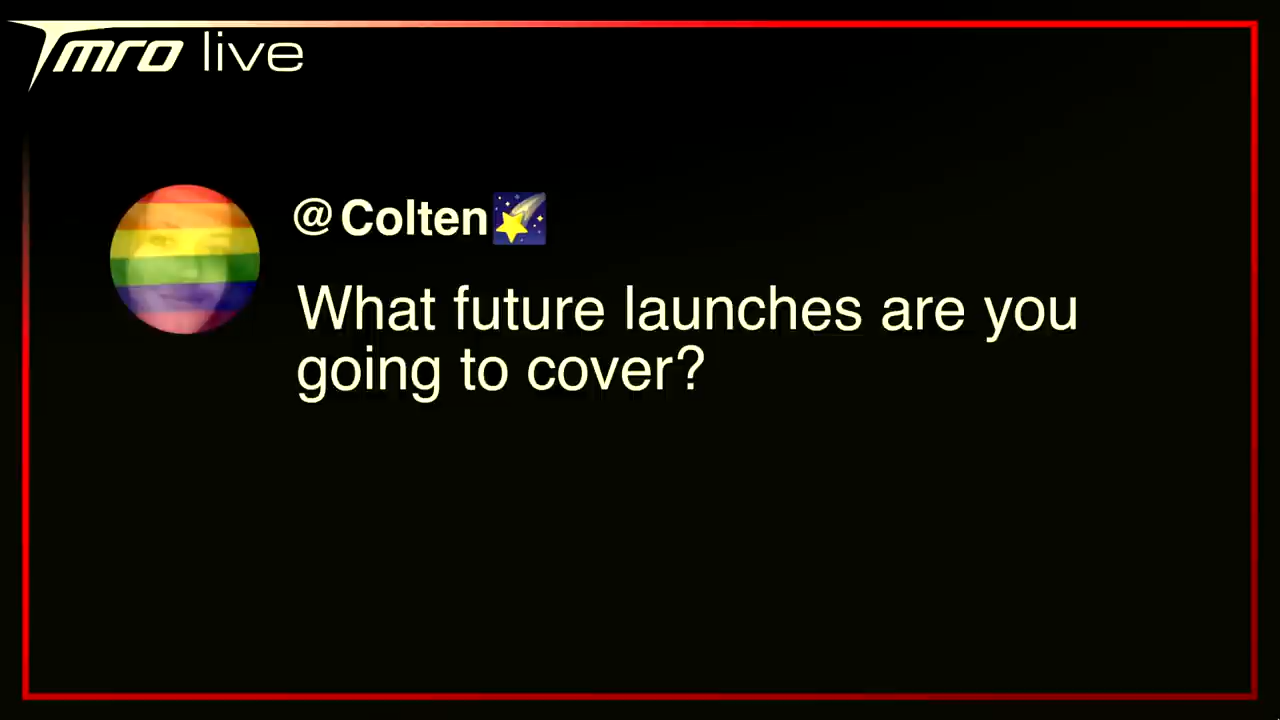 Tmro live
@Colten🌠
What future launches are you
going to cover?